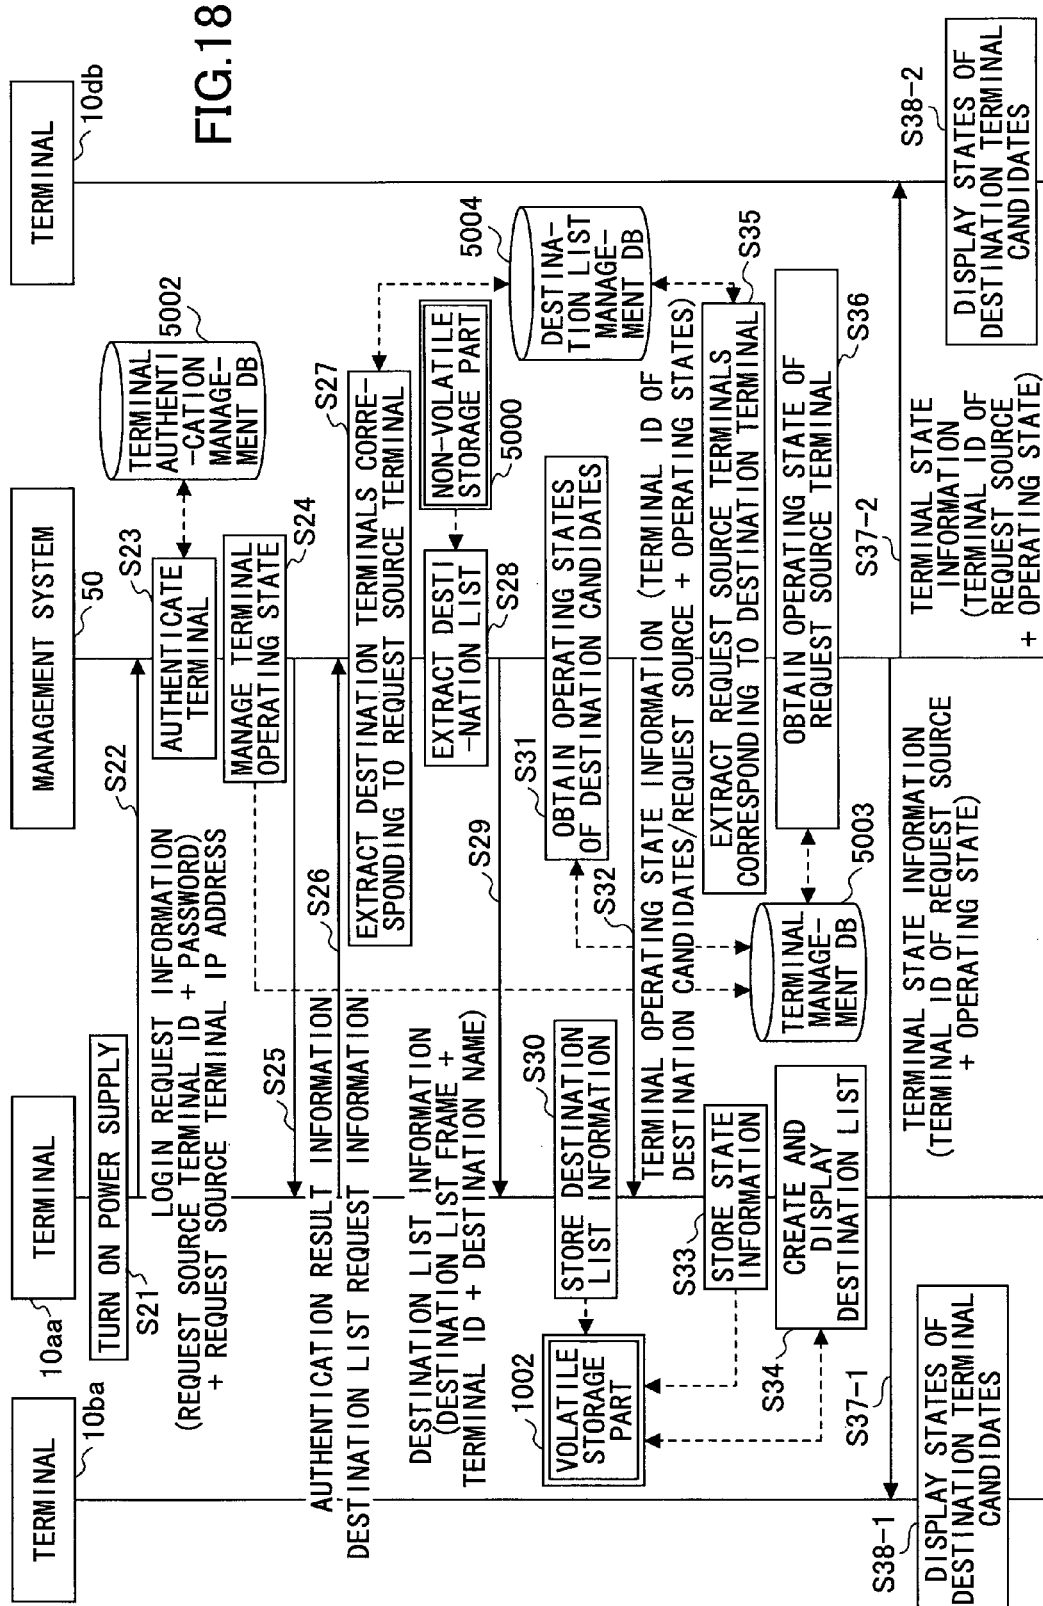 FIG.18
TERMINAL
10ba
TERMINAL
10aa
MANAGEMENT SYSTEM
50
TERMINAL
10db
TURN ON POWER SUPPLY
S21
S22
LOGIN REQUEST INFORMATION
(REQUEST SOURCE TERMINAL ID + PASSWORD)
+ REQUEST SOURCE TERMINAL IP ADDRESS
S23
AUTHENTICATE
TERMINAL
TERMINAL
AUTHENTI
-CATION
MANAGE-
MENT DB
5002
MANAGE TERMINAL
OPERATING STATE
S24
S25
AUTHENTICATION RESULT INFORMATION
S26
DESTINATION LIST REQUEST INFORMATION
S27
EXTRACT DESTINATION TERMINALS CORRE-
SPONDING TO REQUEST SOURCE TERMINAL
NON-VOLATILE
STORAGE PART
5000
EXTRACT DESTI
-NATION LIST
S28
5004
DESTINA-
TION LIST
MANAGE-
MENT DB
DESTINATION LIST INFORMATION
(DESTINATION LIST FRAME +
TERMINAL ID + DESTINATION NAME)
S29
S30
STORE DESTINATION
LIST INFORMATION
1002
VOLATILE
STORAGE
PART
S31
OBTAIN OPERATING STATES
OF DESTINATION CANDIDATES
S32
TERMINAL OPERATING STATE INFORMATION (TERMINAL ID OF
DESTINATION CANDIDATES/REQUEST SOURCE + OPERATING STATES)
S33
STORE STATE
INFORMATION
S34
CREATE AND
DISPLAY
DESTINATION LIST
TERMINAL
MANAGE-
MENT DB
5003
EXTRACT REQUEST SOURCE TERMINALS
CORRESPONDING TO DESTINATION TERMINAL
S35
OBTAIN OPERATING STATE OF
REQUEST SOURCE TERMINAL
S36
S37-1
TERMINAL STATE INFORMATION
(TERMINAL ID OF REQUEST SOURCE
+ OPERATING STATE)
S37-2
TERMINAL STATE
INFORMATION
(TERMINAL ID OF
REQUEST SOURCE
+ OPERATING STATE)
S38-1
DISPLAY STATES OF
DESTINATION TERMINAL
CANDIDATES
S38-2
DISPLAY STATES OF
DESTINATION TERMINAL
CANDIDATES